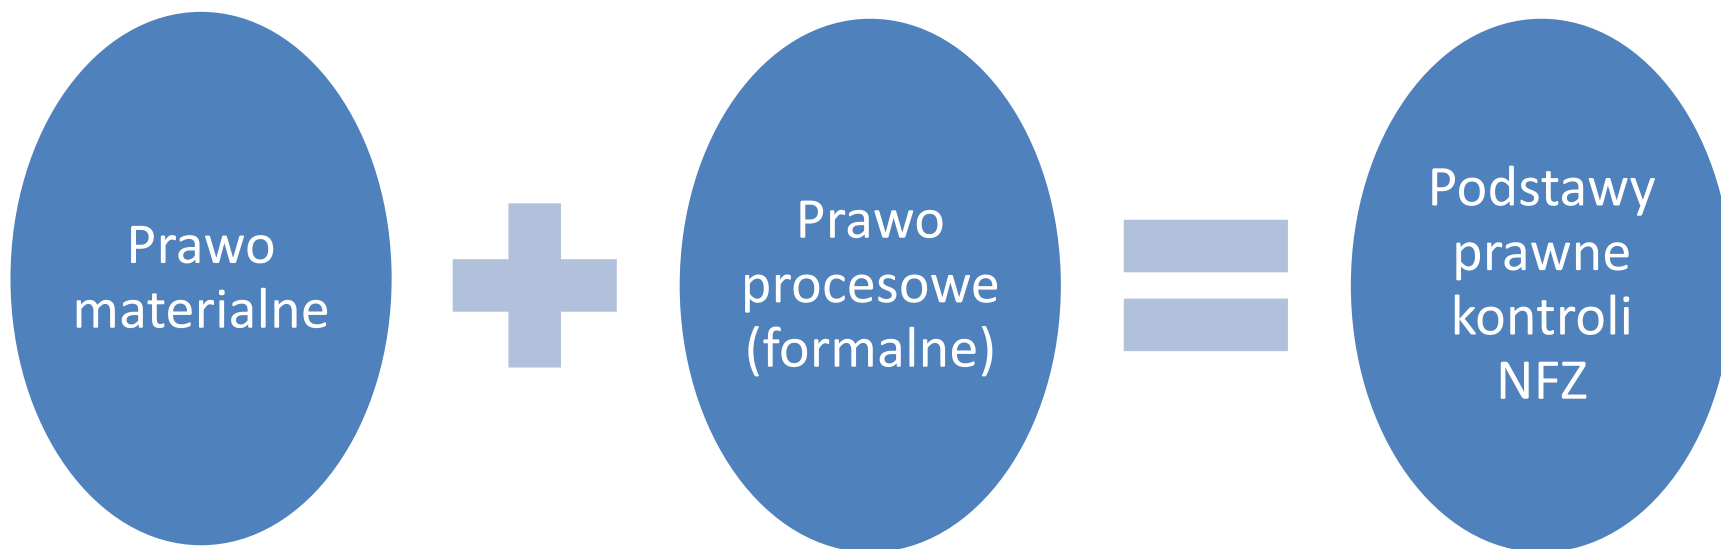 Prawo
materialne
Prawo
procesowe
(formalne)
Podstawy
prawne
kontroli
NFZ